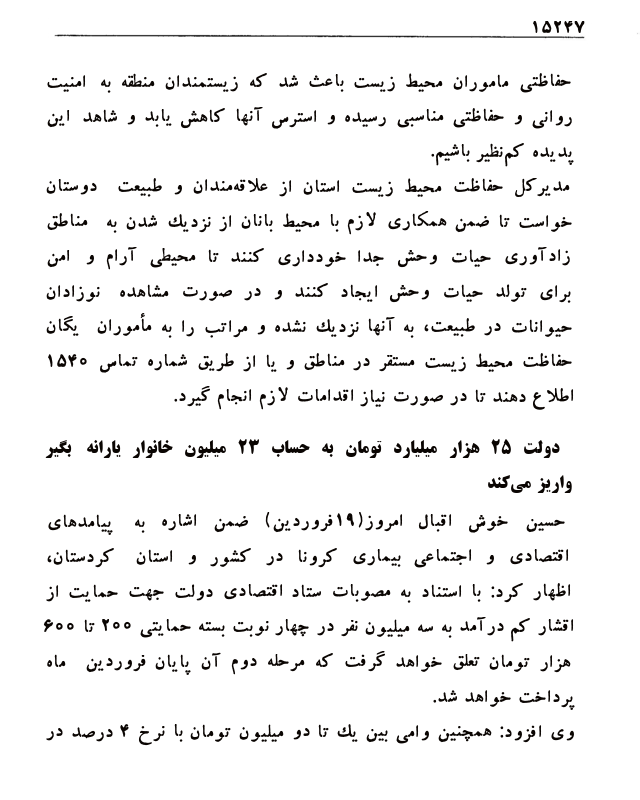 ۱۵۲۴۷
حفاظتی ماموران محیط زیست باعث شد که زیستمندان منطقه به امنیت
روانی و حفاظتی مناسبی رسیده و استرس آنها کاهش یابد و شاهد این
پدیده کم‌نظیر باشیم.
مدیرکل حفاظت محیط زیست استان از علاقه‌مندان و طبیعت دوستان
خواست تا ضمن همکاری لازم با محیط بانان از نزدیك شدن به مناطق
زادآوری حیات وحش جدا خودداری کنند تا محیطی آرام و امن
برای تولد حیات وحش ایجاد کنند و در صورت مشاهده نوزادان
حیوانات در طبیعت، به آنها نزدیك نشده و مراتب را به مأموران یگان
حفاظت محیط زیست مستقر در مناطق و یا از طریق شماره تماس ۱۵۴۰
اطلاع دهند تا در صورت نیاز اقدامات لازم انجام گیرد.
دولت ۲۵ هزار میلیارد تومان به حساب ۲۳ میلیون خانوار یارانه بگیر
واریز می‌کند
حسین خوش اقبال امروز(۱۹فروردین) ضمن اشاره به پیامدهای
اقتصادی و اجتماعی بیماری کرونا در کشور و استان کردستان،
اظهار کرد: با استناد به مصوبات ستاد اقتصادی دولت جهت حمایت از
اقشار کم درآمد به سه میلیون نفر در چهار نوبت بسته حمایتی ۲۰۰ تا ۶۰۰
هزار تومان تعلق خواهد گرفت که مرحله دوم آن پایان فروردین ماه
پرداخت خواهد شد.
وی افزود: همچنین وامی بین یك تا دو میلیون تومان با نرخ ۴ درصد در